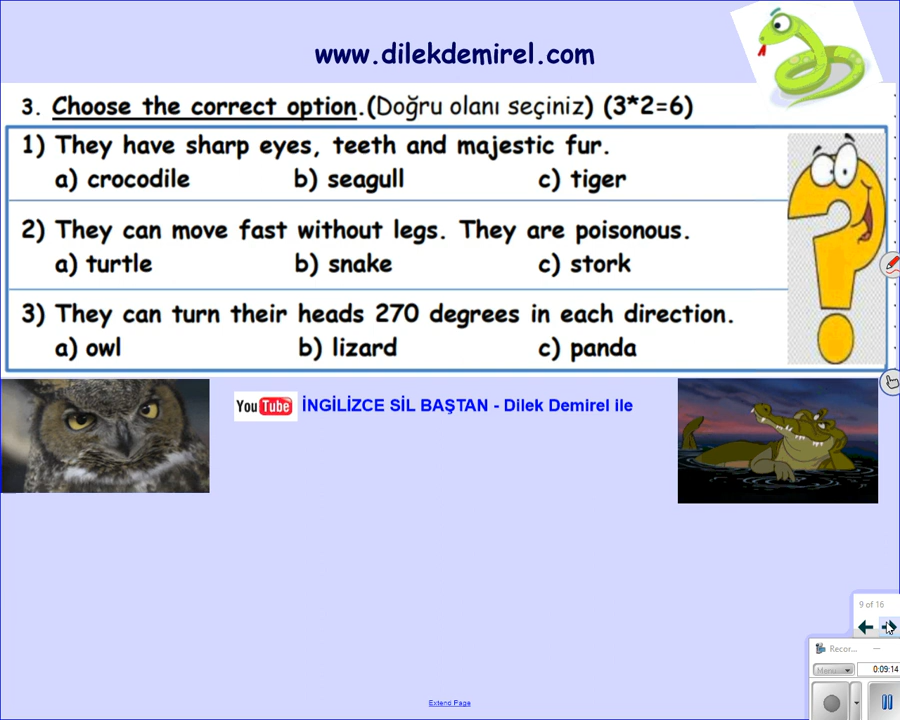 www.dilekdemirel.com
3. Choose the correct option.(Doğru olanı seçiniz) (3*2=6)
1) They have sharp eyes, teeth and majestic fur.
a) crocodile b) seagull c) tiger
2) They can move fast without legs. They are poisonous.
a) turtle b) snake c) stork
3) They can turn their heads 270 degrees in each direction.
a) owl b) lizard c) panda
YouTube İNGİLİZCE SİL BAŞTAN - Dilek Demirel ile
9 of 16
Recor...
Menu 0:09:14
Extend Page